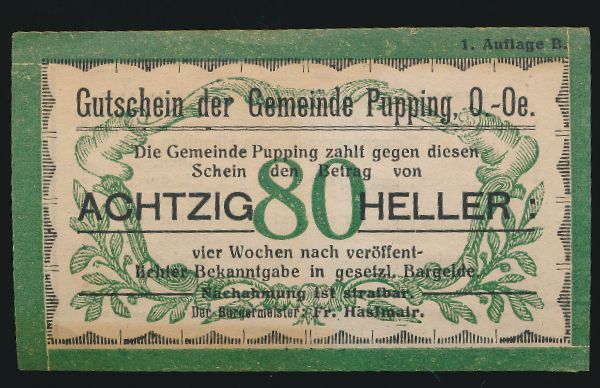 1. Auflage B.
Gutschein der Gemeinde Pupping, O.-Oe.
Die Gemeinde Pupping zahlt gegen diesen
Schein den Betrag von
ACHTZIG 80 HELLER :
vier Wochen nach veröffent-
lichter Bekanntgabe in gesetzl. Bargelde.
Nachahmung ist strafbar.
Der Bürgermeister: Fr. Haslmair.